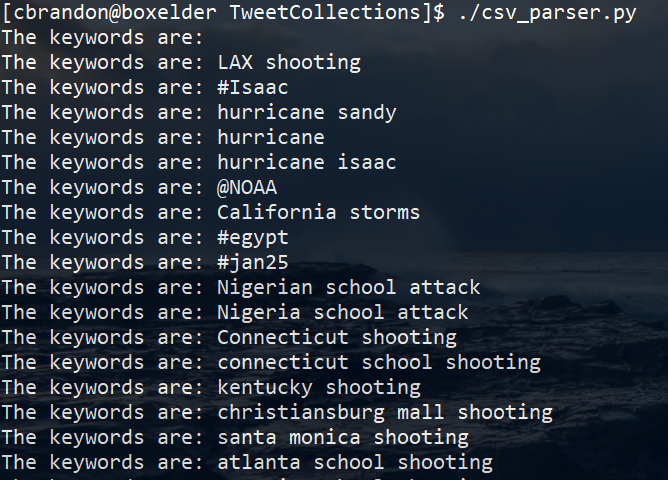 [cbrandon@boxelder TweetCollections]$ ./csv_parser.py
The keywords are:
The keywords are: LAX shooting
The keywords are: #Isaac
The keywords are: hurricane sandy
The keywords are: hurricane
The keywords are: hurricane isaac
The keywords are: @NOAA
The keywords are: California storms
The keywords are: #egypt
The keywords are: #jan25
The keywords are: Nigerian school attack
The keywords are: Nigeria school attack
The keywords are: Connecticut shooting
The keywords are: connecticut school shooting
The keywords are: kentucky shooting
The keywords are: christiansburg mall shooting
The keywords are: santa monica shooting
The keywords are: atlanta school shooting